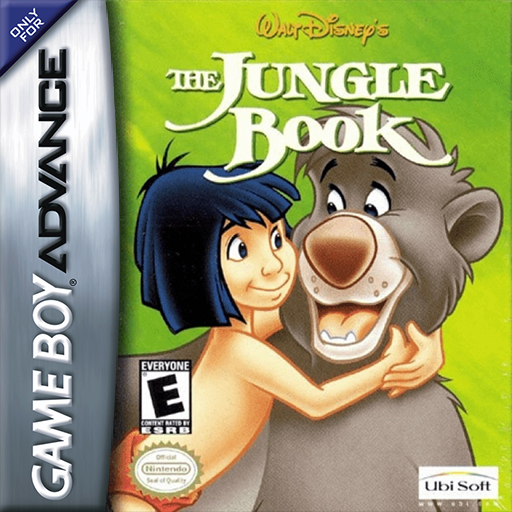 ONLY
FOR
GAME BOY ADVANCE
WALT DISNEY'S
THE JUNGLE
BOOK
EVERYONE
E
CONTENT RATED BY
ESRB
Official
Nintendo
Seal of Quality
Ubi Soft